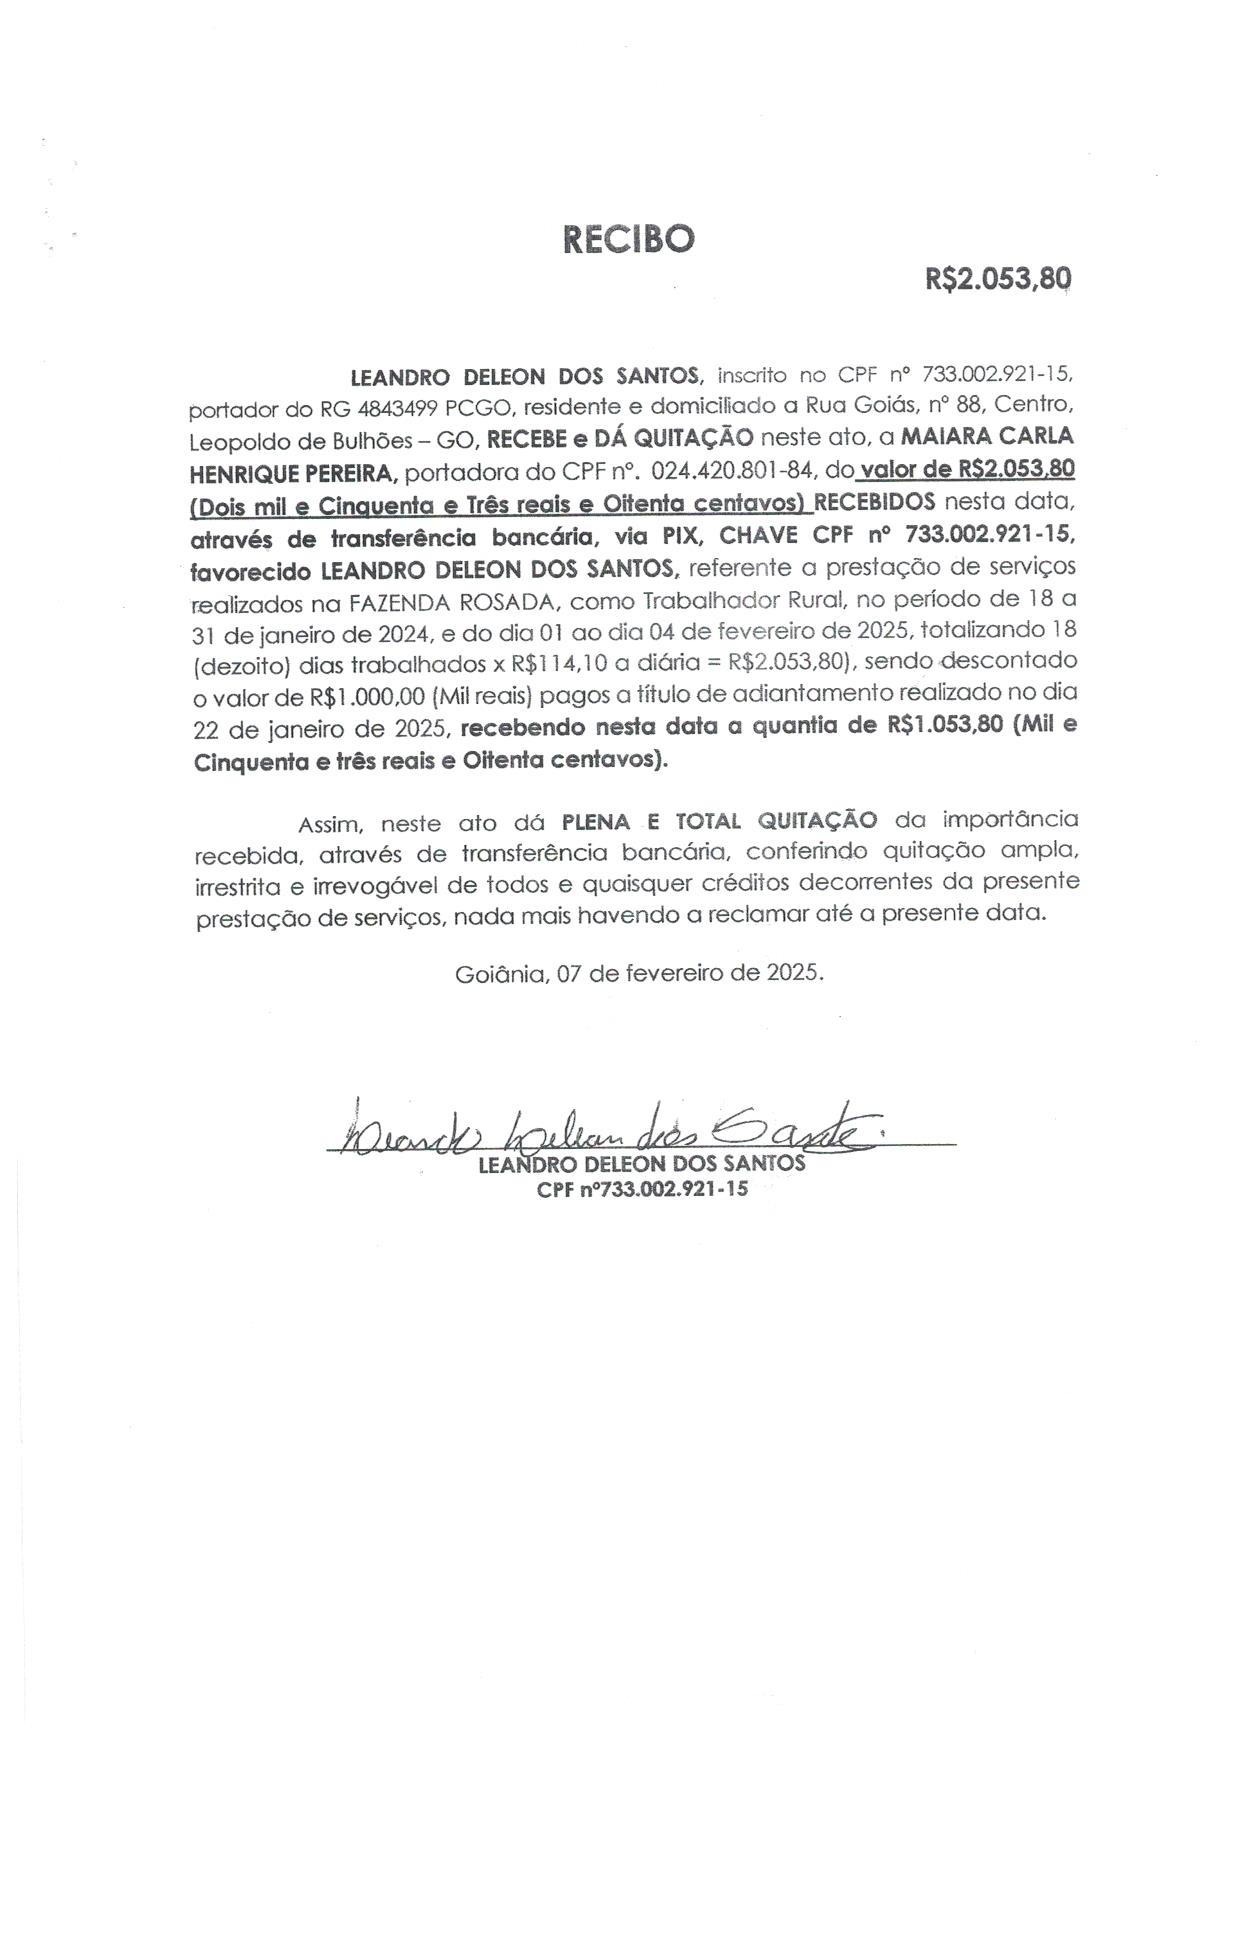 RECIBO
R$2.053,80
LEANDRO DELEON DOS SANTOS, inscrito no CPF nº 733.002.921-15,
portador do RG 4843499 PCGO, residente e domiciliado a Rua Goiás, nº 88, Centro,
Leopoldo de Bulhões – GO, RECEBE e DÁ QUITAÇÃO neste ato, a MAIARA CARLA
HENRIQUE PEREIRA, portadora do CPF nº. 024.420.801-84, do valor de R$2.053,80
(Dois mil e Cinquenta e Três reais e Oitenta centavos) RECEBIDOS nesta data,
através de transferência bancária, via PIX, CHAVE CPF nº 733.002.921-15,
favorecido LEANDRO DELEON DOS SANTOS, referente a prestação de serviços
realizados na FAZENDA ROSADA, como Trabalhador Rural, no período de 18 a
31 de janeiro de 2024, e do dia 01 ao dia 04 de fevereiro de 2025, totalizando 18
(dezoito) dias trabalhados x R$114,10 a diária = R$2.053,80), sendo descontado
o valor de R$1.000,00 (Mil reais) pagos a título de adiantamento realizado no dia
22 de janeiro de 2025, recebendo nesta data a quantia de R$1.053,80 (Mil e
Cinquenta e três reais e Oitenta centavos).
Assim, neste ato dá PLENA E TOTAL QUITAÇÃO da importância
recebida, através de transferência bancária, conferindo quitação ampla,
irrestrita e irrevogável de todos e quaisquer créditos decorrentes da presente
prestação de serviços, nada mais havendo a reclamar até a presente data.
Goiânia, 07 de fevereiro de 2025.
Leandro Deleon dos Santos
LEANDRO DELEON DOS SANTOS
CPF nº733.002.921-15